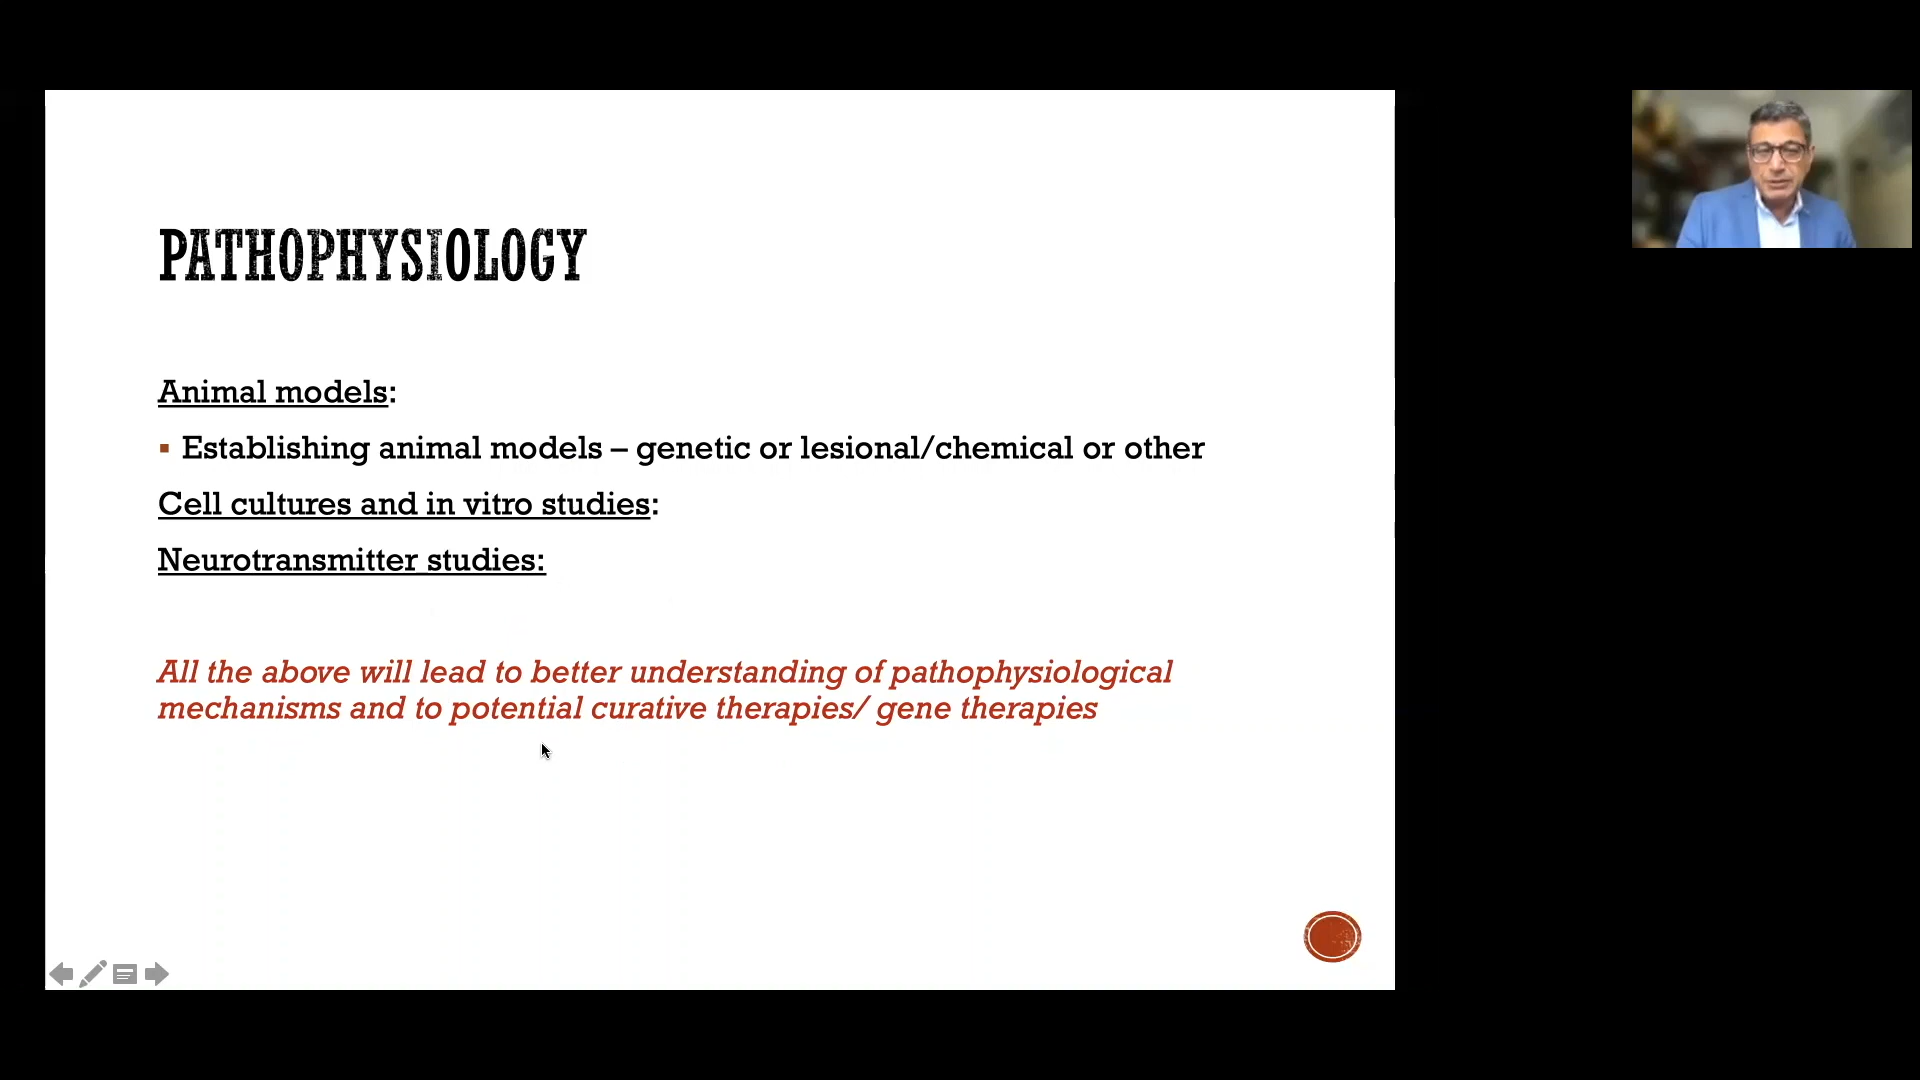 PATHOPHYSIOLOGY
Animal models:
▪ Establishing animal models – genetic or lesional/chemical or other
Cell cultures and in vitro studies:
Neurotransmitter studies:
All the above will lead to better understanding of pathophysiological
mechanisms and to potential curative therapies/ gene therapies